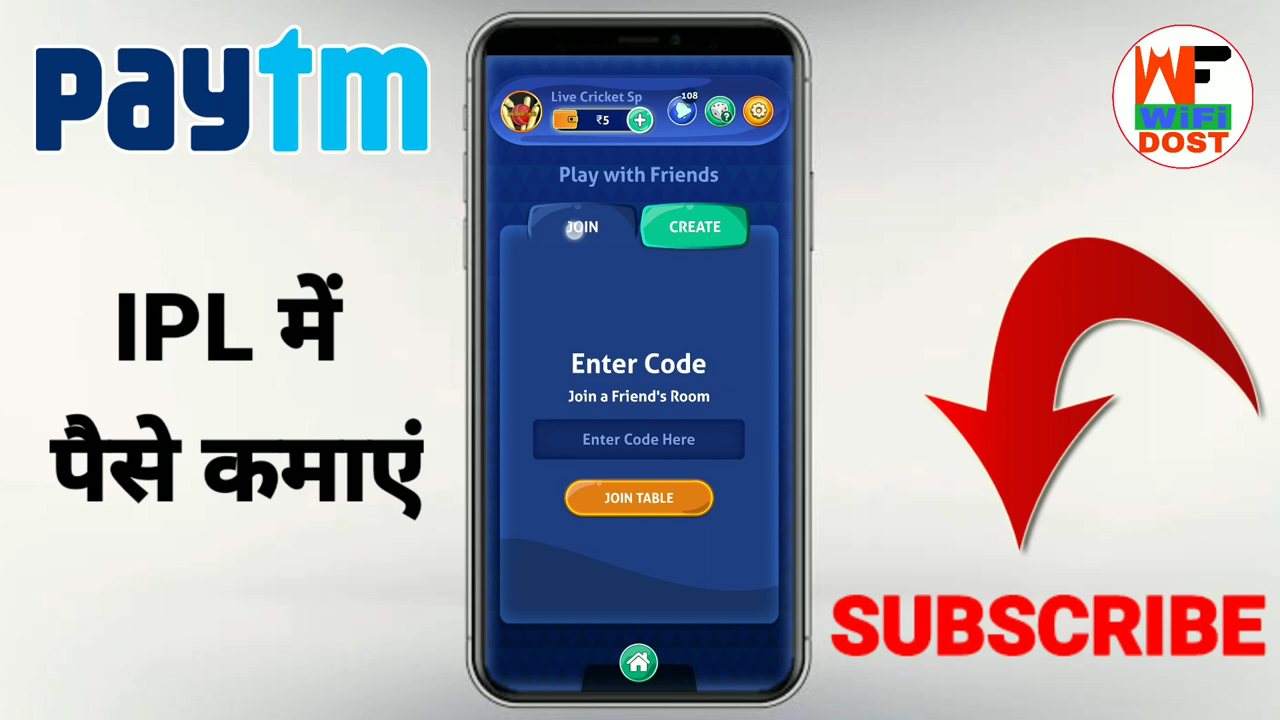 paytm
IPL में
पैसे कमाएं
Live Cricket Sp
₹5
108
?
Play with Friends
JOIN
CREATE
Enter Code
Join a Friend's Room
Enter Code Here
JOIN TABLE
WF
WiFi
DOST
SUBSCRIBE